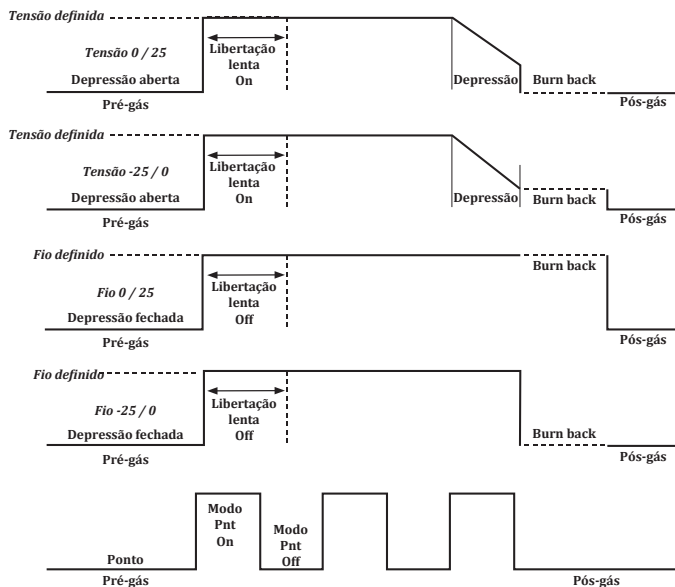 Tensão definida
Tensão 0 / 25
Depressão aberta
Pré-gás
Libertação
lenta
On
Depressão
Burn back
Pós-gás
Tensão definida
Tensão -25 / 0
Depressão aberta
Pré-gás
Libertação
lenta
On
Depressão
Burn back
Pós-gás
Fio definido
Fio 0 / 25
Depressão fechada
Pré-gás
Libertação
lenta
Off
Burn back
Pós-gás
Fio definido
Fio -25 / 0
Depressão fechada
Pré-gás
Libertação
lenta
Off
Burn back
Pós-gás
Ponto
Pré-gás
Modo
Pnt
On
Modo
Pnt
Off
Pós-gás